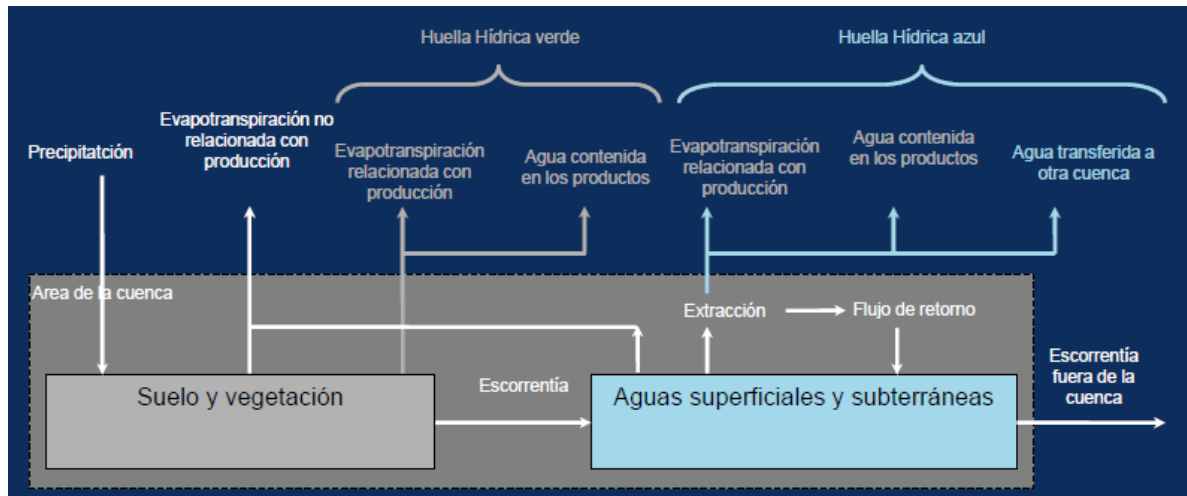 Huella Hídrica verde
Huella Hídrica azul
Precipitatción
Evapotranspiración no
relacionada con
producción
Evapotranspiración
relacionada con
producción
Agua contenida
en los productos
Evapotranspiración
relacionada con
producción
Agua contenida
en los productos
Agua transferida a
otra cuenca
Area de la cuenca
Extracción
Flujo de retorno
Suelo y vegetación
Escorrentía
Aguas superficiales y subterráneas
Escorrentía
fuera de la
cuenca